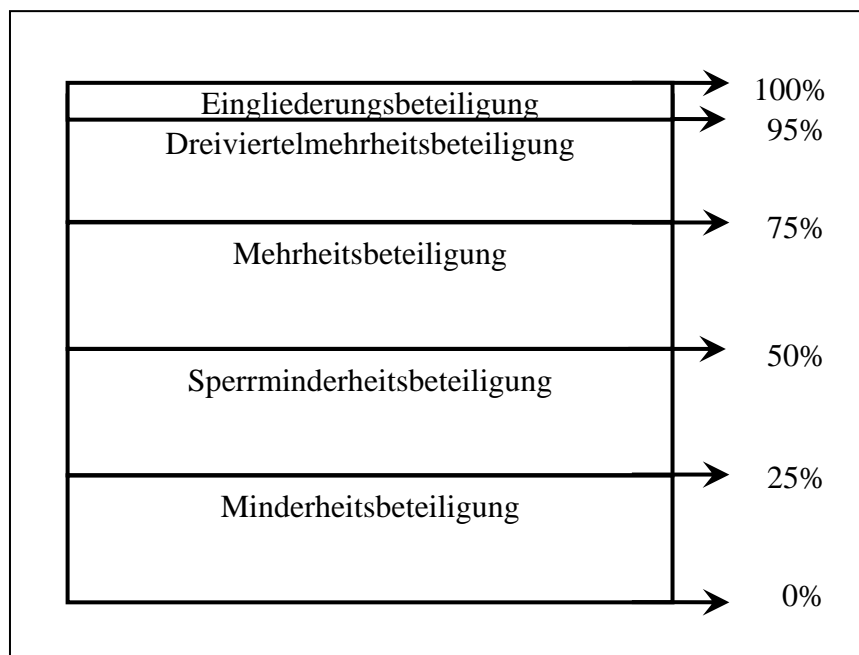 100%
Eingliederungsbeteiligung
95%
Dreiviertelmehrheitsbeteiligung
75%
Mehrheitsbeteiligung
50%
Sperrminderheitsbeteiligung
25%
Minderheitsbeteiligung
0%